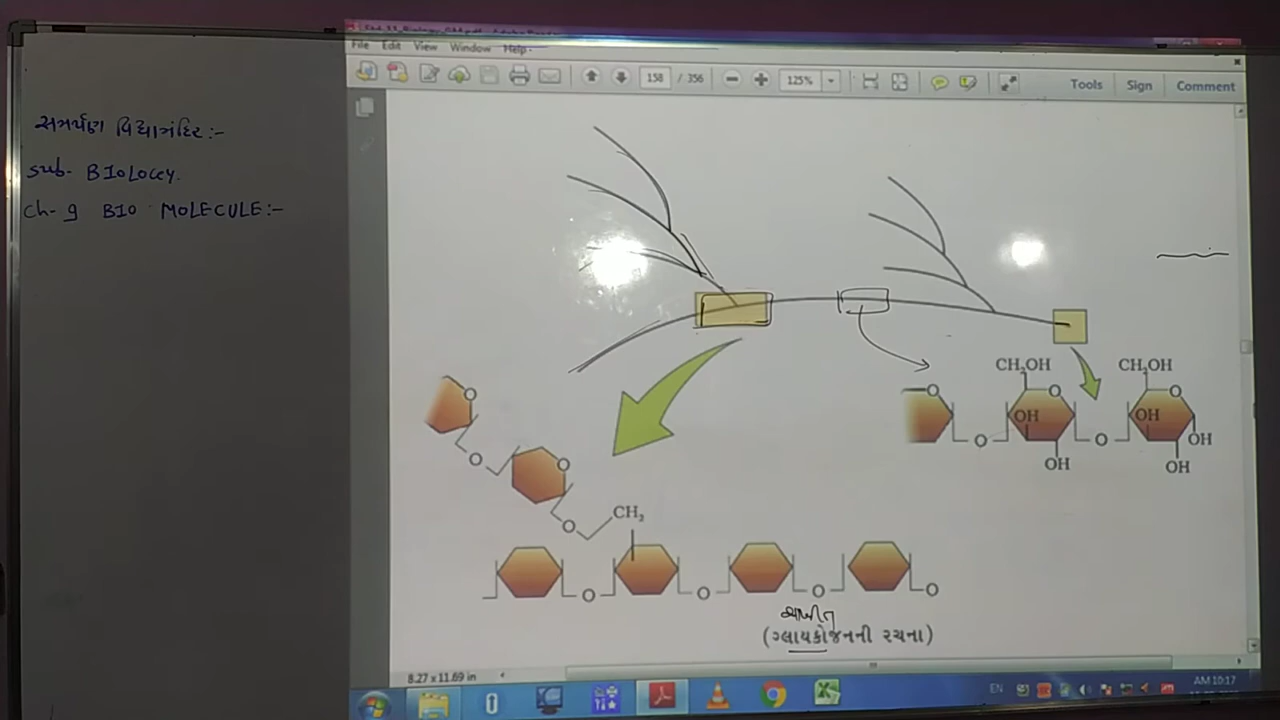 સમર્પણ વિદ્યામંદિર:-
Sub- BIOLOGY.
Ch- 9 BIO MOLECULE:-
File Edit View Window Help
158 / 356
125%
Tools Sign Comment
CH₂OH CH₂OH
O O O
OH OH
O O OH
OH OH
O
O
O
CH₂
O
O
O O O O
(ગ્લાયકોજનની રચના)
8.27 x 11.69 in
EN
AM 10:17